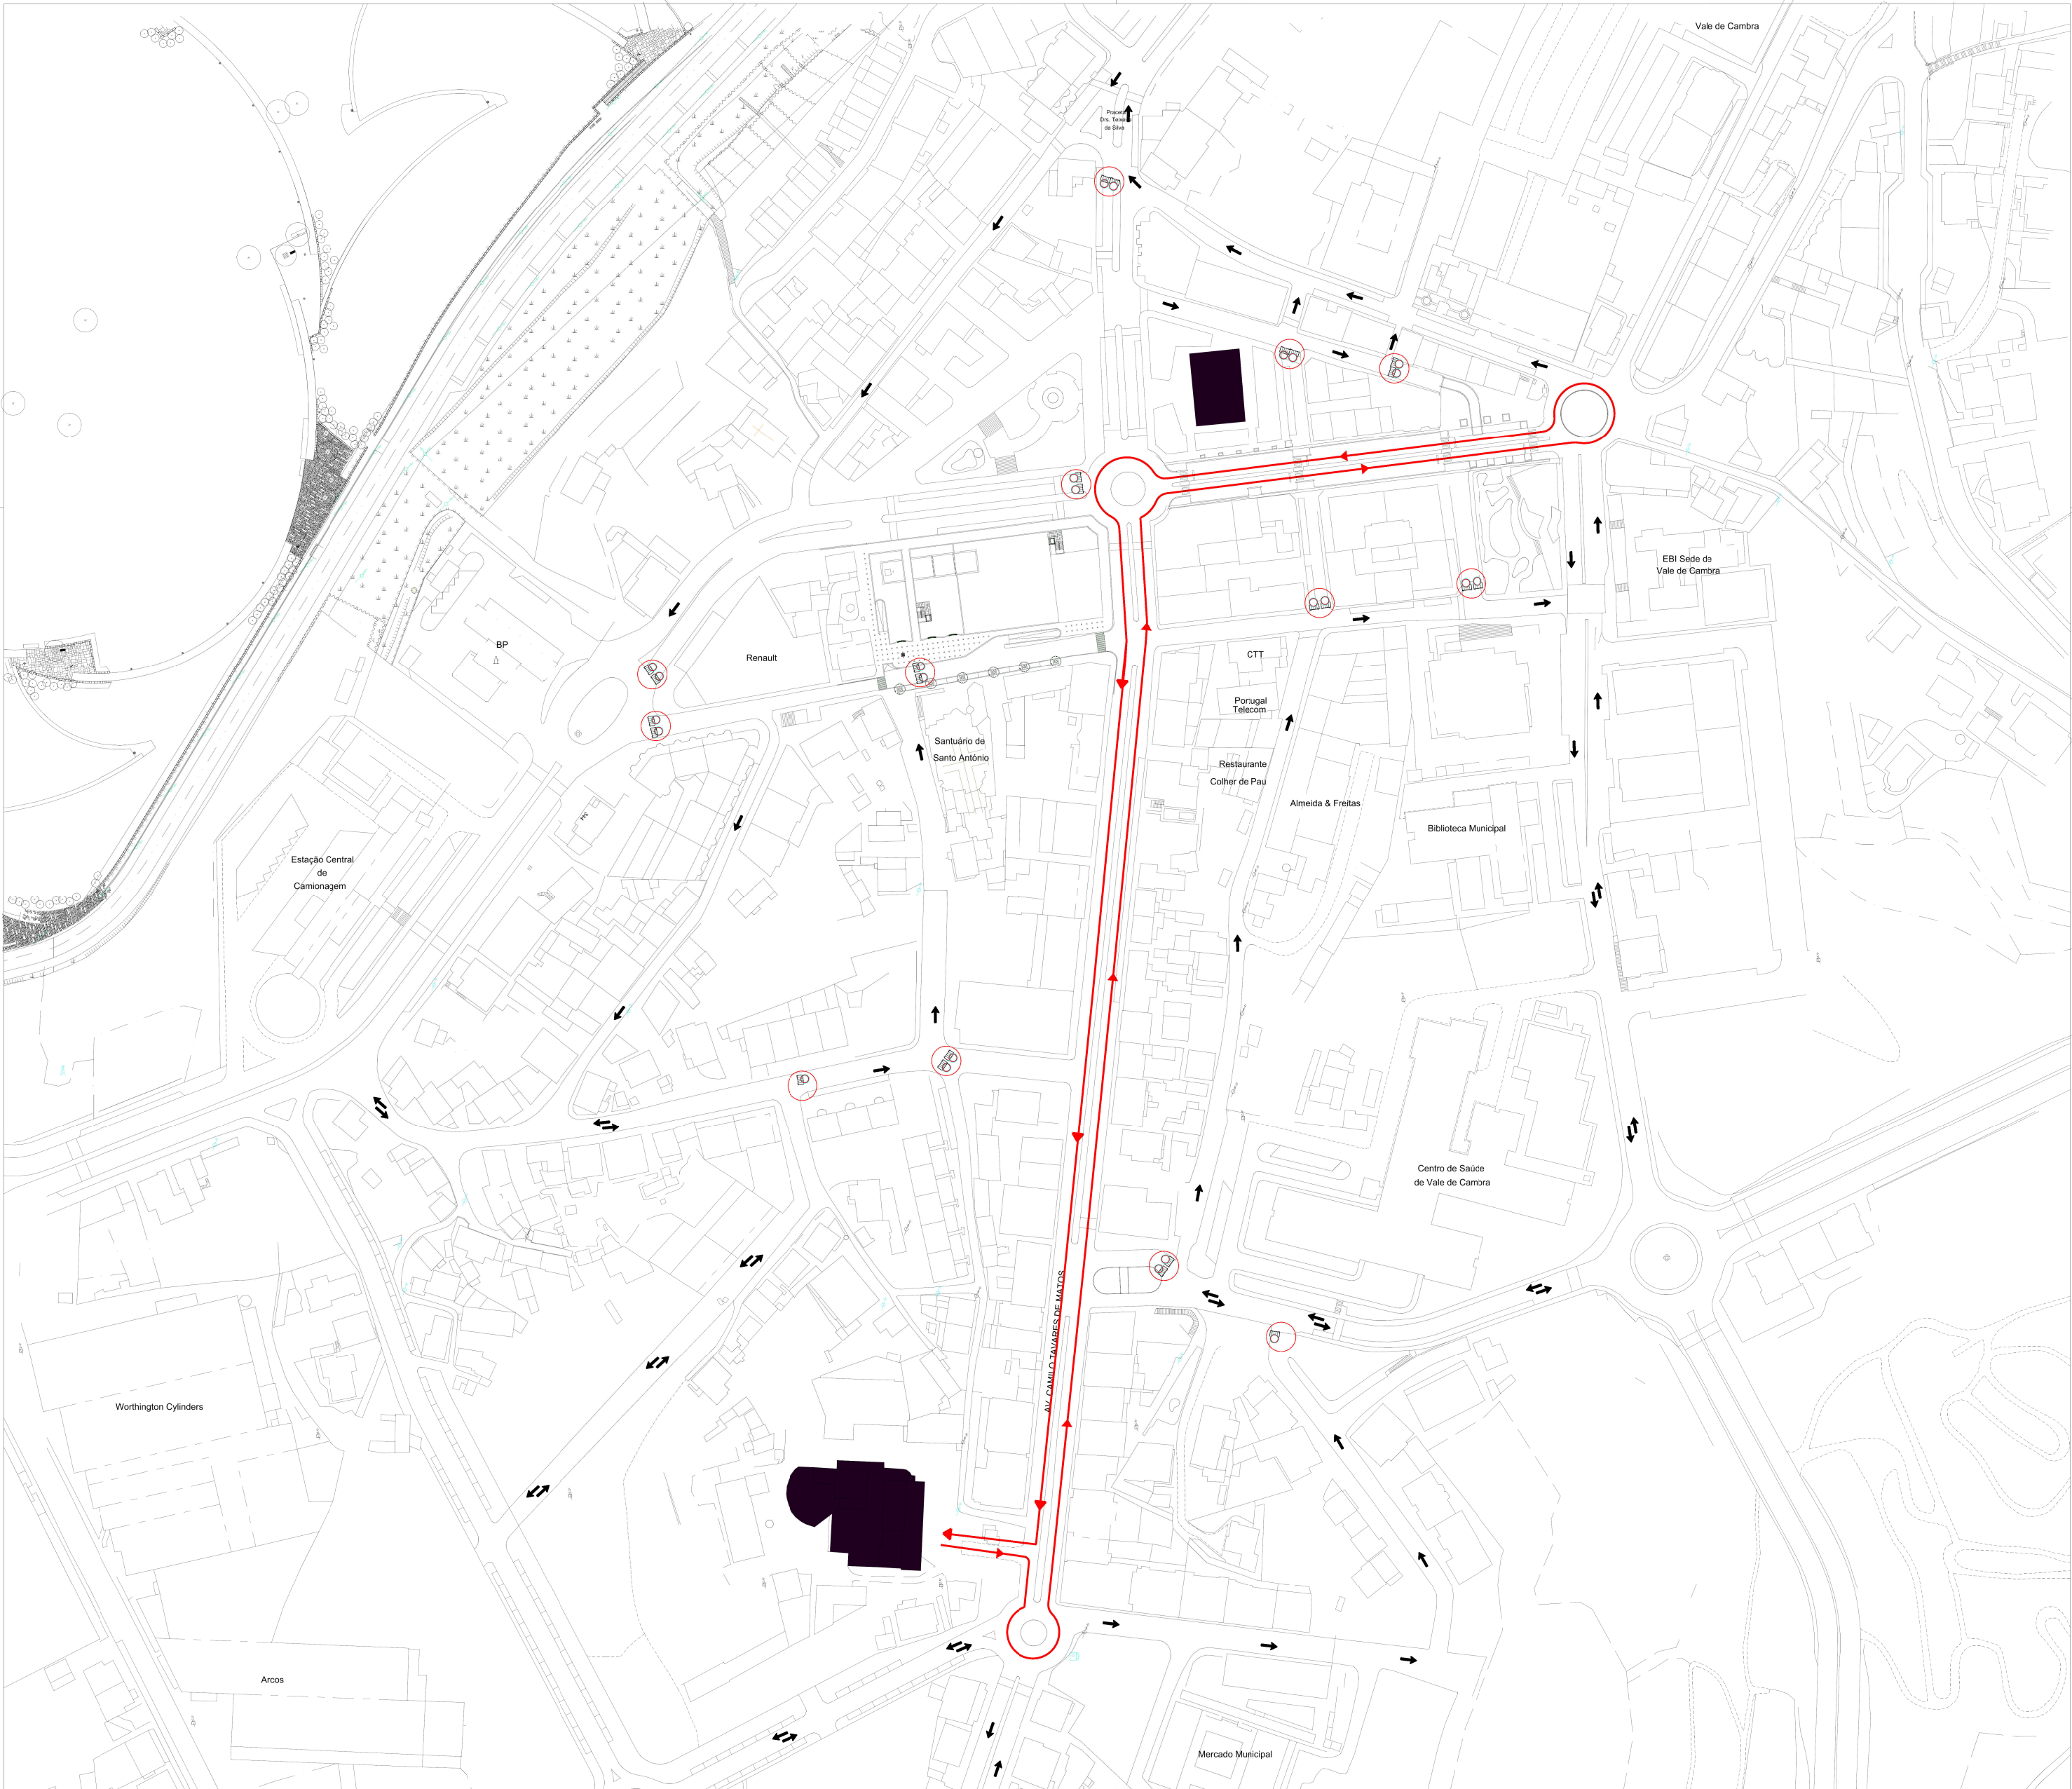 Vale de Cambra
Praceta
Drs. Teixeira
da Silva
EBI Sede de
Vale de Cambra
BP
Renault
CTT
Portugal
Telecom
Santuário de
Santo António
Restaurante
Colher de Pau
Almeida & Freitas
Biblioteca Municipal
Estação Central
de
Camionagem
Centro de Saúce
de Vale de Cambra
AV. CAMILO TAVARES DE MATOS
Worthington Cylinders
Arcos
Mercado Municipal